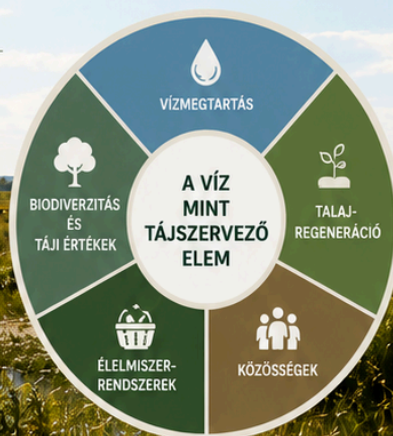 VÍZMEGTARTÁS
BIODIVERZITÁS
ÉS
TÁJI ÉRTÉKEK
A VÍZ
MINT
TÁJSZERVEZŐ
ELEM
TALAJ-
REGENERÁCIÓ
ÉLELMISZER-
RENDSZEREK
KÖZÖSSÉGEK